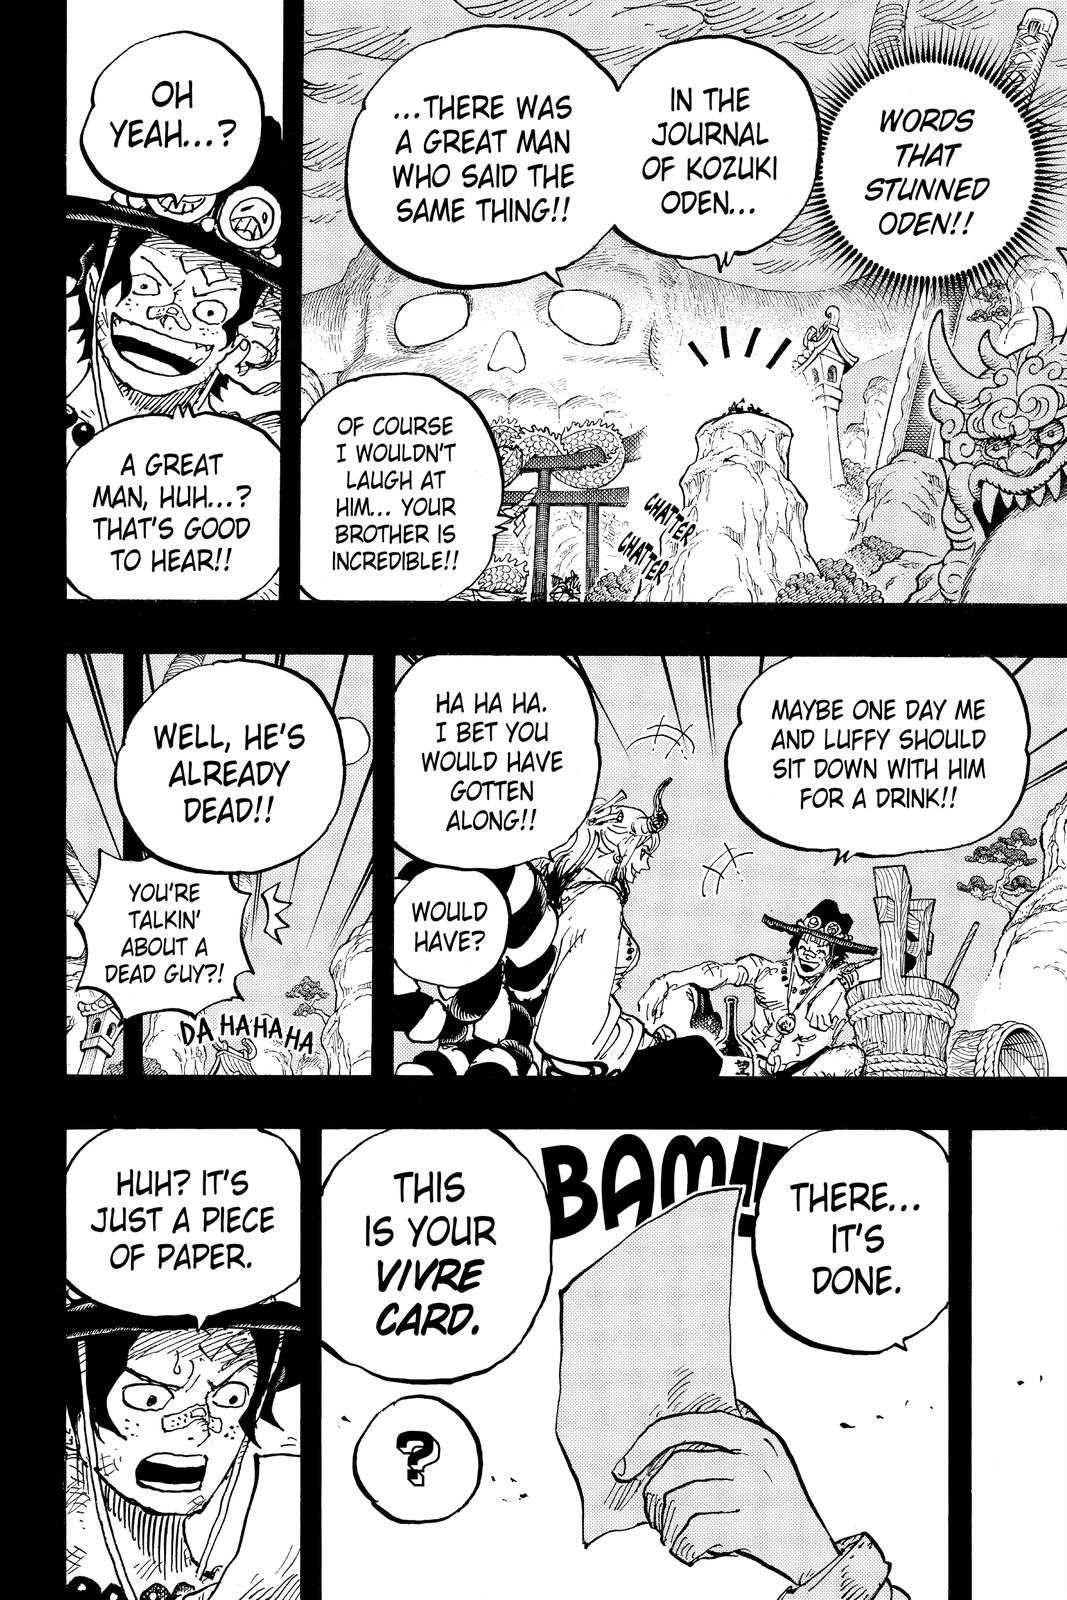 WORDS
THAT
STUNNED
ODEN!!
IN THE
JOURNAL
OF KOZUKI
ODEN...
...THERE WAS
A GREAT MAN
WHO SAID THE
SAME THING!!
OF COURSE
I WOULDN'T
LAUGH AT
HIM... YOUR
BROTHER IS
INCREDIBLE!!
CHATTER
CHATTER
OH
YEAH...?
A GREAT
MAN, HUH...?
THAT'S GOOD
TO HEAR!!
MAYBE ONE DAY ME
AND LUFFY SHOULD
SIT DOWN WITH HIM
FOR A DRINK!!
HA HA HA.
I BET YOU
WOULD HAVE
GOTTEN
ALONG!!
WOULD
HAVE?
WELL, HE'S
ALREADY
DEAD!!
YOU'RE
TALKIN'
ABOUT A
DEAD GUY?!
DA HA HA HA
THERE...
IT'S
DONE.
BAM!!
THIS
IS YOUR
VIVRE
CARD.
?
HUH? IT'S
JUST A PIECE
OF PAPER.